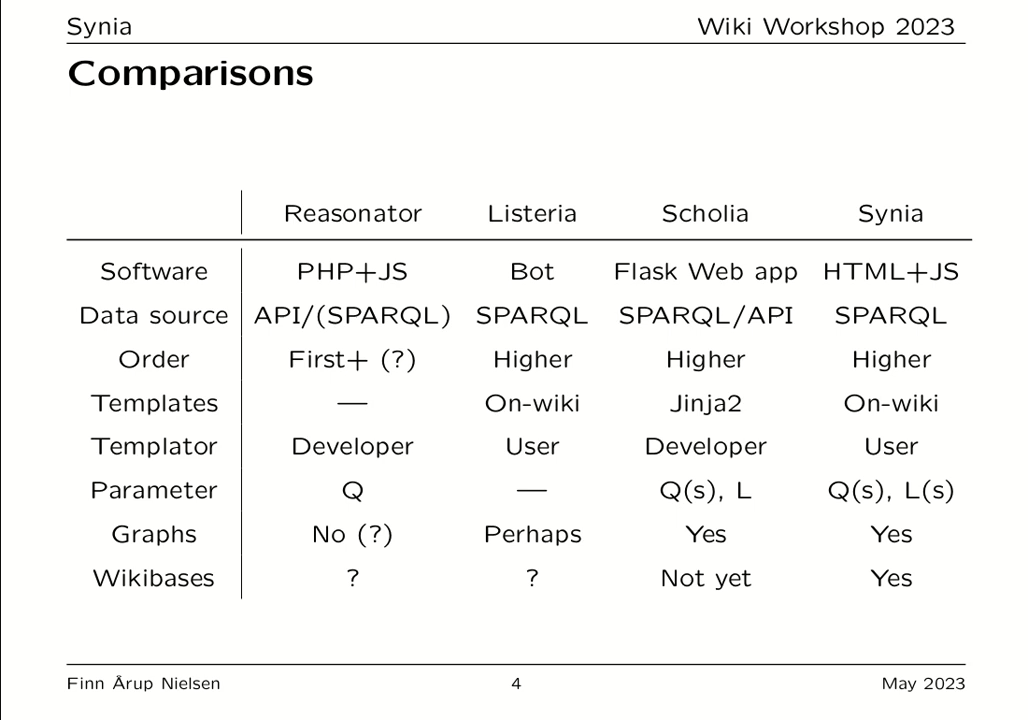 Synia Wiki Workshop 2023
Comparisons
Reasonator Listeria Scholia Synia
Software PHP+JS Bot Flask Web app HTML+JS
Data source API/(SPARQL) SPARQL SPARQL/API SPARQL
Order First+ (?) Higher Higher Higher
Templates — On-wiki Jinja2 On-wiki
Templator Developer User Developer User
Parameter Q — Q(s), L Q(s), L(s)
Graphs No (?) Perhaps Yes Yes
Wikibases ? ? Not yet Yes
Finn Årup Nielsen 4 May 2023